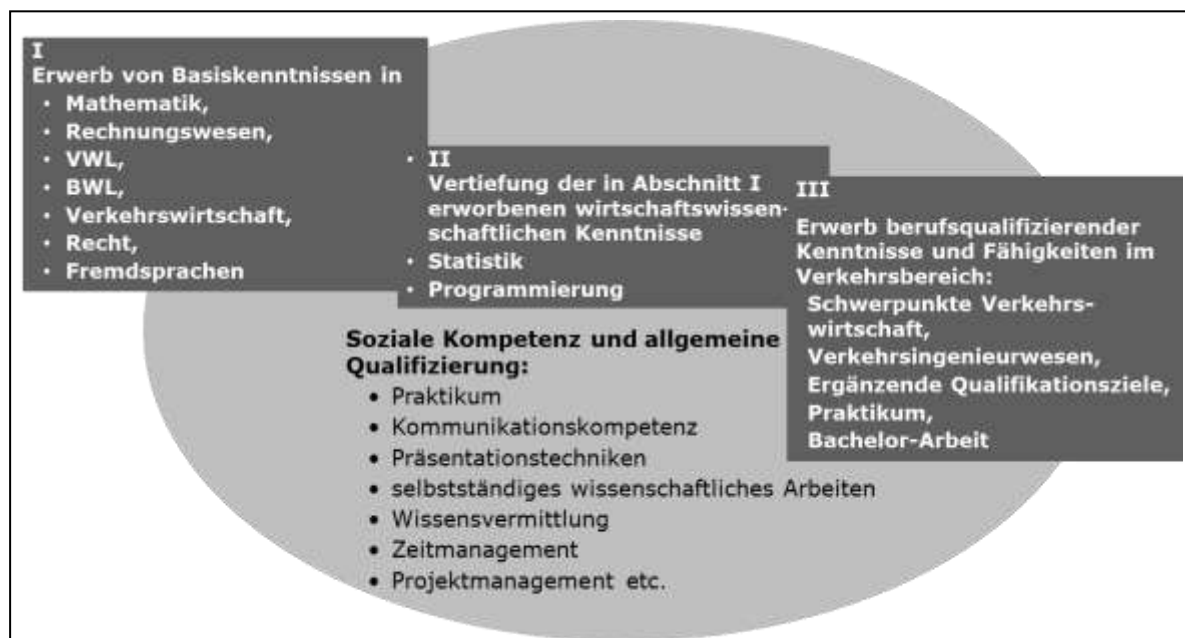 I
Erwerb von Basiskenntnissen in
• Mathematik,
• Rechnungswesen,
• VWL,
• BWL,
• Verkehrswirtschaft,
• Recht,
• Fremdsprachen
• II
Vertiefung der in Abschnitt I
erworbenen wirtschaftswissen-
schaftlichen Kenntnisse
• Statistik
• Programmierung
III
Erwerb berufsqualifizierender
Kenntnisse und Fähigkeiten im
Verkehrsbereich:
Schwerpunkte Verkehrs-
wirtschaft,
Verkehrsingenieurwesen,
Ergänzende Qualifikationsziele,
Praktikum,
Bachelor-Arbeit
Soziale Kompetenz und allgemeine
Qualifizierung:
• Praktikum
• Kommunikationskompetenz
• Präsentationstechniken
• selbstständiges wissenschaftliches Arbeiten
• Wissensvermittlung
• Zeitmanagement
• Projektmanagement etc.